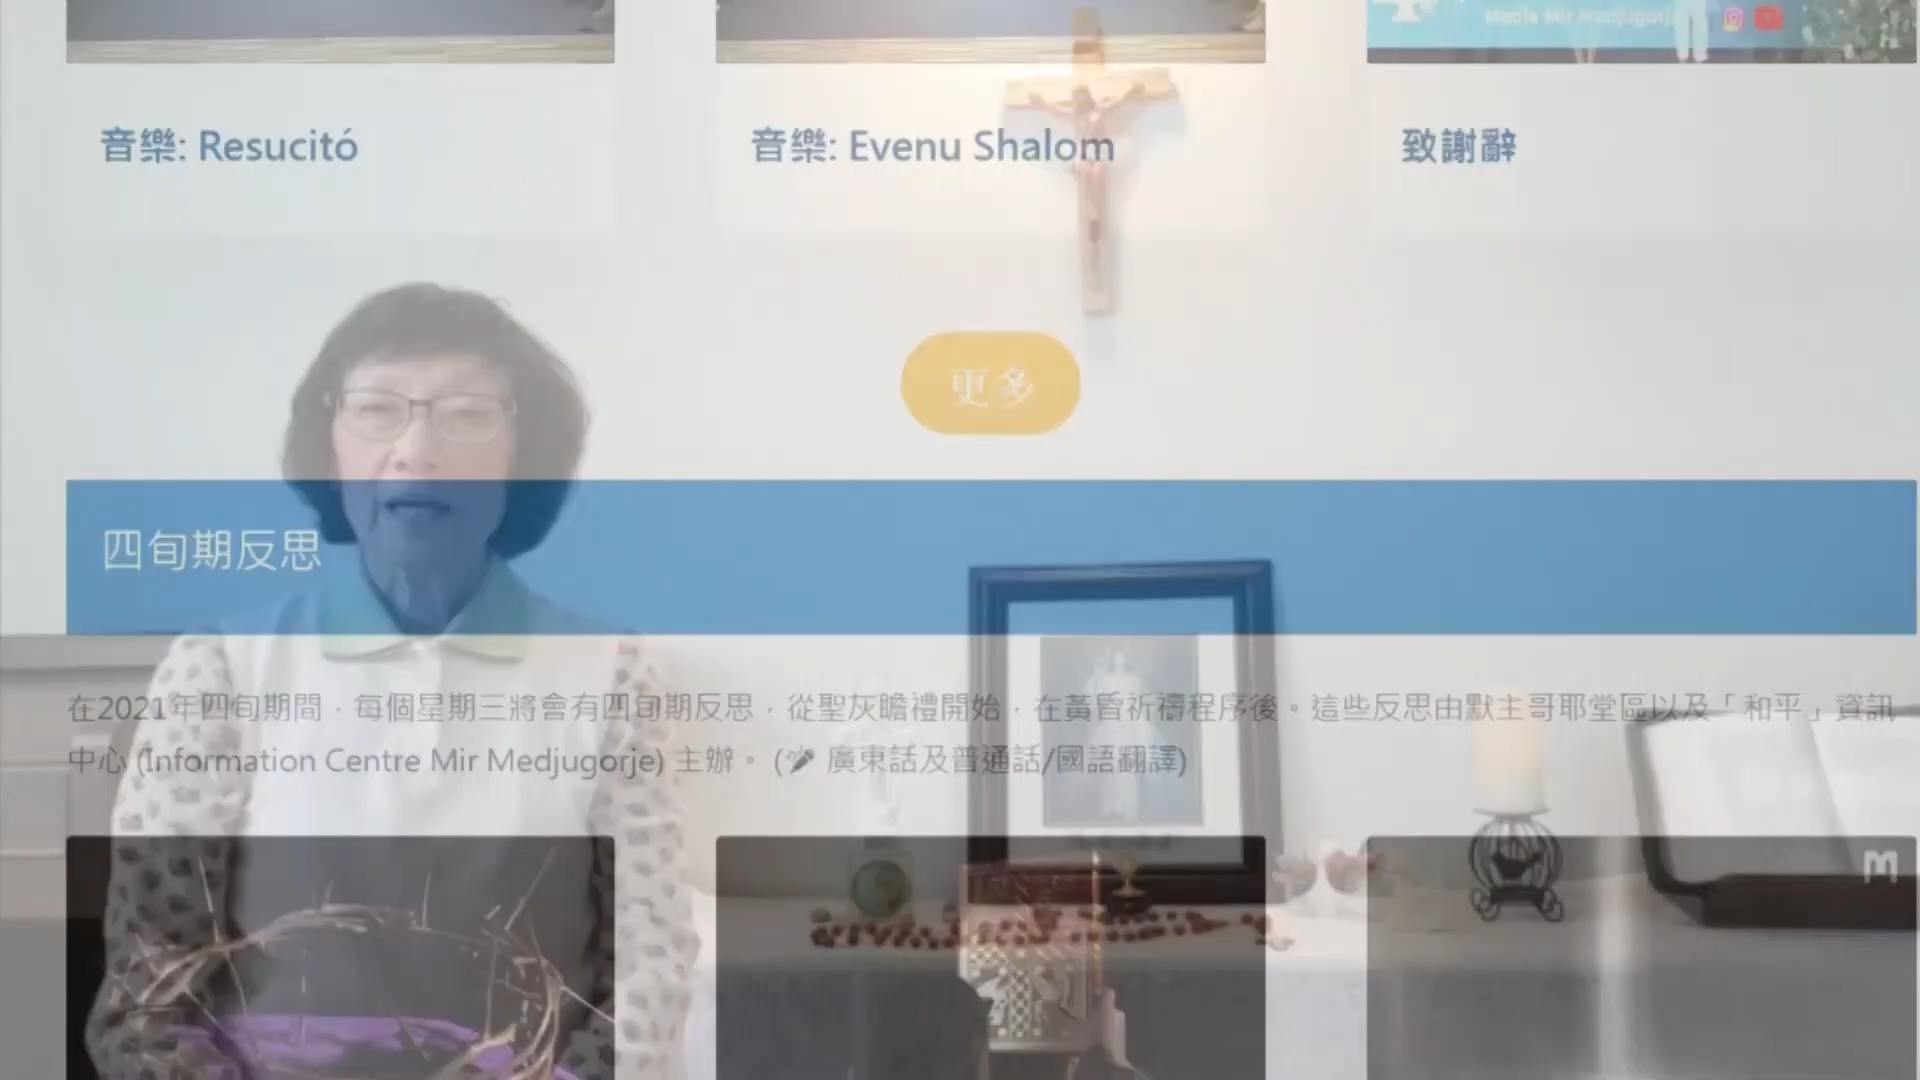 Media Mir Medjugorje
音樂: Resucitó
音樂: Evenu Shalom
致謝辭
更多
四旬期反思
在2021年四旬期間，每個星期三將會有四旬期反思，從聖灰瞻禮開始，在黃昏祈禱程序後。這些反思由默主哥耶堂區以及「和平」資訊
中心 (Information Centre Mir Medjugorje) 主辦。 (🎤 廣東話及普通話/國語翻譯)
M